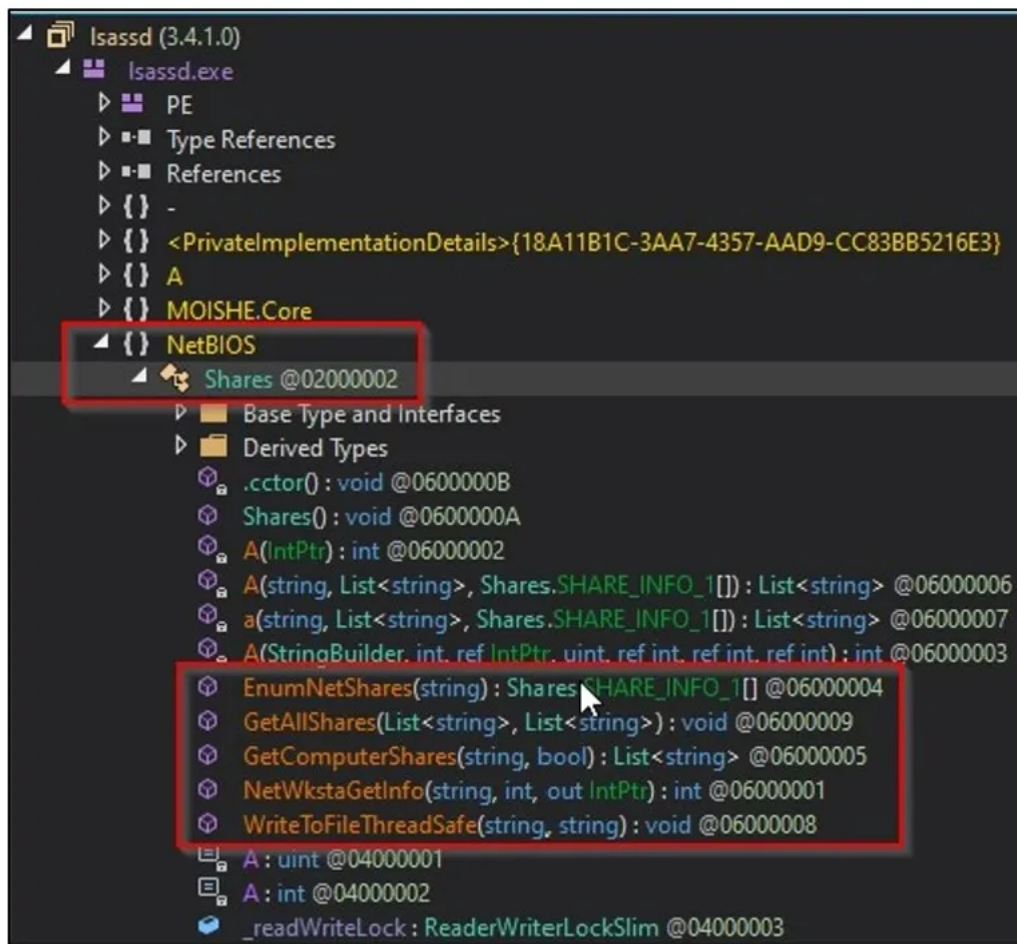 lsassd (3.4.1.0)
lsassd.exe
PE
Type References
References
{ } -
{ } <PrivateImplementationDetails>{18A11B1C-3AA7-4357-AAD9-CC83BB5216E3}
{ } A
{ } MOISHE.Core
{ } NetBIOS
Shares @02000002
Base Type and Interfaces
Derived Types
.cctor() : void @0600000B
Shares() : void @0600000A
A(IntPtr) : int @06000002
A(string, List<string>, Shares.SHARE_INFO_1[]) : List<string> @06000006
a(string, List<string>, Shares.SHARE_INFO_1[]) : List<string> @06000007
A(StringBuilder, int, ref IntPtr, uint, ref int, ref int, ref int) : int @06000003
EnumNetShares(string) : Shares.SHARE_INFO_1[] @06000004
GetAllShares(List<string>, List<string>) : void @06000009
GetComputerShares(string, bool) : List<string> @06000005
NetWkstaGetInfo(string, int, out IntPtr) : int @06000001
WriteToFileThreadSafe(string, string) : void @06000008
A : uint @04000001
A : int @04000002
_readWriteLock : ReaderWriterLockSlim @04000003